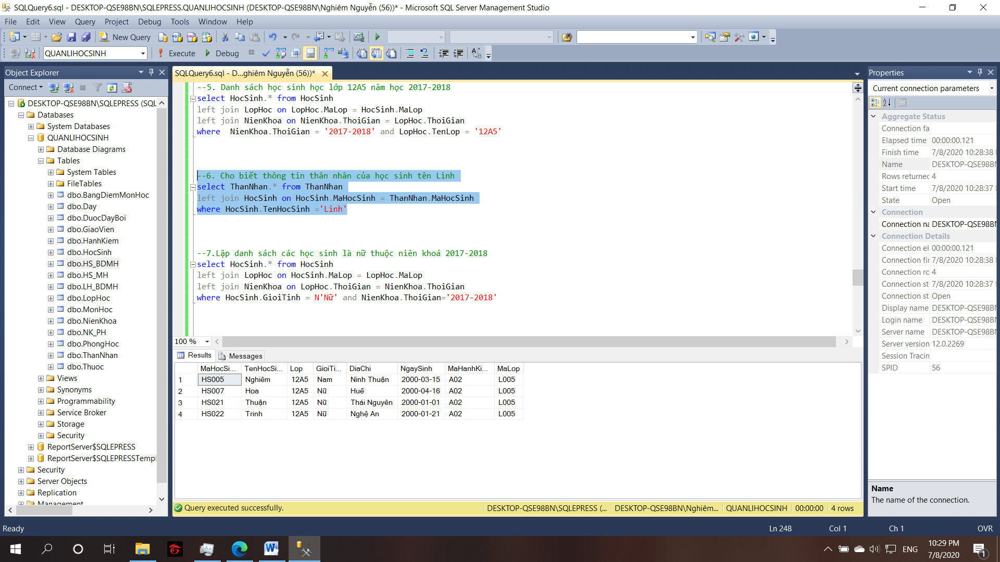 SQLQuery6.sql - DESKTOP-QSE98BN\SQLEPRESS.QUANLIHOCSINH (DESKTOP-QSE98BN\Nghiêm Nguyễn (56))* - Microsoft SQL Server Management Studio
File Edit View Query Project Debug Tools Window Help
New Query
QUANLIHOCSINH Execute Debug
Object Explorer
Connect
DESKTOP-QSE98BN\SQLEPRESS (SQL
Databases
System Databases
QUANLIHOCSINH
Database Diagrams
Tables
System Tables
FileTables
dbo.BangDiemMonHoc
dbo.Day
dbo.DuocDayBoi
dbo.GiaoVien
dbo.HanhKiem
dbo.HocSinh
dbo.HS_BDMH
dbo.HS_MH
dbo.LH_BDMH
dbo.LopHoc
dbo.MonHoc
dbo.NienKhoa
dbo.NK_PH
dbo.PhongHoc
dbo.ThanNhan
dbo.Thuoc
Views
Synonyms
Programmability
Service Broker
Storage
Security
ReportServer$SQLEPRESS
ReportServer$SQLEPRESSTempl
Security
Server Objects
Replication
Management
SQLQuery6.sql - D...ghiêm Nguyễn (56))*
--5. Danh sách học sinh học lớp 12A5 năm học 2017-2018
select HocSinh.* from HocSinh
left join LopHoc on LopHoc.MaLop = HocSinh.MaLop
left join NienKhoa on NienKhoa.ThoiGian = LopHoc.ThoiGian
where  NienKhoa.ThoiGian = '2017-2018' and LopHoc.TenLop = '12A5'
--6. Cho biết thông tin thân nhân của học sinh tên Linh
select ThanNhan.* from ThanNhan
left join HocSinh on HocSinh.MaHocSinh = ThanNhan.MaHocSinh
where HocSinh.TenHocSinh ='Linh'
--7.Lập danh sách các học sinh là nữ thuộc niên khoá 2017-2018
select HocSinh.* from HocSinh
left join LopHoc on HocSinh.MaLop = LopHoc.MaLop
left join NienKhoa on LopHoc.ThoiGian = NienKhoa.ThoiGian
where HocSinh.GioiTinh = N'Nữ' and NienKhoa.ThoiGian='2017-2018'
100 %
Results Messages
MaHocSi... TenHocSi... Lop GioiTi... DiaChi NgaySinh MaHanhKi... MaLop
1 HS005 Nghiêm 12A5 Nam Ninh Thuận 2000-03-15 A02 L005
2 HS007 Hoa 12A5 Nữ Huế 2000-04-16 A02 L005
3 HS021 Thuận 12A5 Nữ Thái Nguyên 2000-01-01 A02 L005
4 HS022 Trinh 12A5 Nữ Nghệ An 2000-01-21 A02 L005
Query executed successfully. DESKTOP-QSE98BN\SQLEPRESS (... DESKTOP-QSE98BN\Nghiêm... QUANLIHOCSINH 00:00:00 4 rows
Properties
Current connection parameters
Aggregate Status
Connection fa
Elapsed time 00:00:00.121
Finish time 7/8/2020 10:28:38
Name DESKTOP-QSE98BN
Rows returned 4
Start time 7/8/2020 10:28:37
State Open
Connection
Connection na DESKTOP-QSE98BN
Connection Details
Connection el 00:00:00.121
Connection fir 7/8/2020 10:28:38
Connection ro 4
Connection st 7/8/2020 10:28:37
Connection st Open
Display name DESKTOP-QSE98BN
Login name DESKTOP-QSE98BN
Server name DESKTOP-QSE98BN
Server version 12.0.2269
Session Tracin
SPID 56
Name
The name of the connection.
Ready Ln 248 Col 1 Ch 1 OVR
ENG 10:29 PM
7/8/2020
1